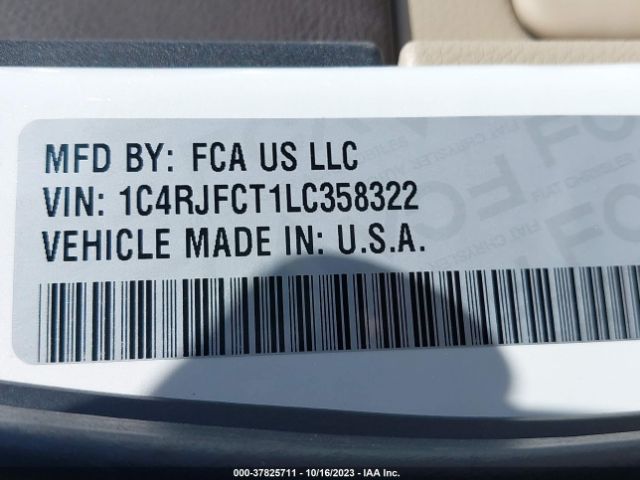 MFD BY: FCA US LLC
VIN: 1C4RJFCT1LC358322
VEHICLE MADE IN: U.S.A.
000-37825711 - 10/16/2023 - IAA Inc.